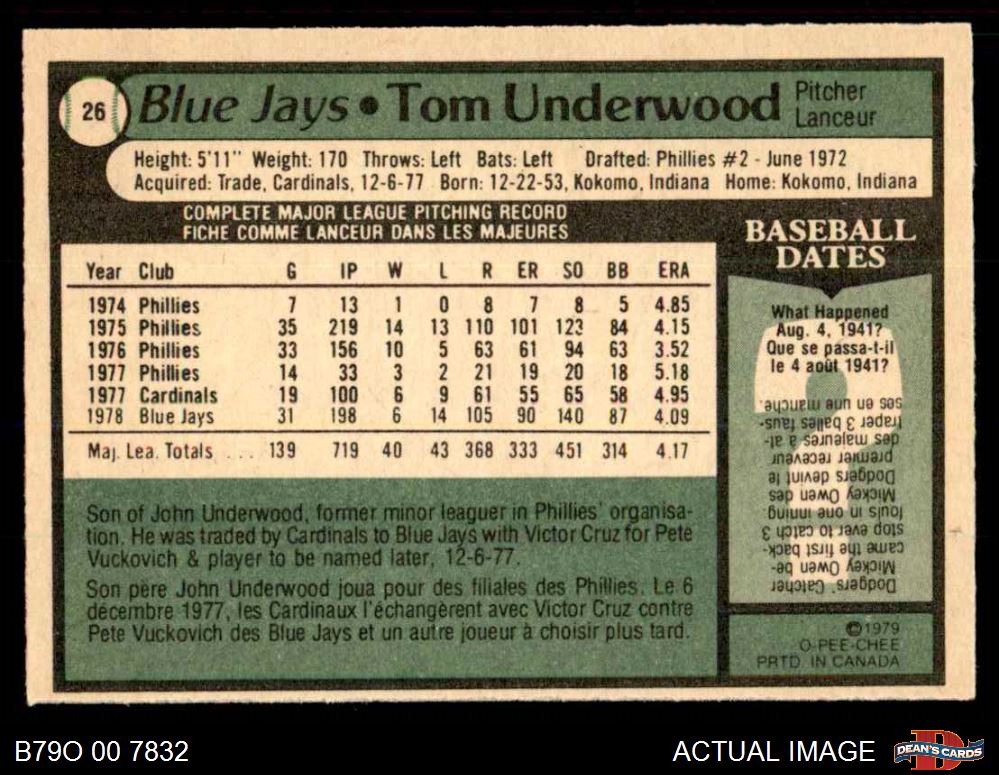 26
Blue Jays • Tom Underwood
Pitcher
Lanceur
Height: 5'11" Weight: 170 Throws: Left Bats: Left Drafted: Phillies #2 - June 1972
Acquired: Trade, Cardinals, 12-6-77 Born: 12-22-53, Kokomo, Indiana Home: Kokomo, Indiana
COMPLETE MAJOR LEAGUE PITCHING RECORD
FICHE COMME LANCEUR DANS LES MAJEURES
Year Club G IP W L R ER SO BB ERA
1974 Phillies 7 13 1 0 8 7 8 5 4.85
1975 Phillies 35 219 14 13 110 101 123 84 4.15
1976 Phillies 33 156 10 5 63 61 94 63 3.52
1977 Phillies 14 33 3 2 21 19 20 18 5.18
1977 Cardinals 19 100 6 9 61 55 65 58 4.95
1978 Blue Jays 31 198 6 14 105 90 140 87 4.09
Maj. Lea. Totals ... 139 719 40 43 368 333 451 314 4.17
Son of John Underwood, former minor leaguer in Phillies' organisa-
tion. He was traded by Cardinals to Blue Jays with Victor Cruz for Pete
Vuckovich & player to be named later, 12-6-77.
Son père John Underwood joua pour des filiales des Phillies. Le 6
décembre 1977, les Cardinaux l'échangèrent avec Victor Cruz contre
Pete Vuckovich des Blue Jays et un autre joueur à choisir plus tard.
BASEBALL
DATES
What Happened
Aug. 4, 1941?
Que se passa-t-il
le 4 août 1941?
Dodgers' Catcher
Mickey Owen be-
came the first back-
stop ever to catch 3
fouls in one inning
Mickey Owen des
Dodgers devint le
premier receveur
des majeures à at-
traper 3 balles faus-
ses en une manche.
©1979
O-PEE-CHEE
PRTD. IN CANADA
B79O 00 7832
ACTUAL IMAGE
DEAN'S CARDS